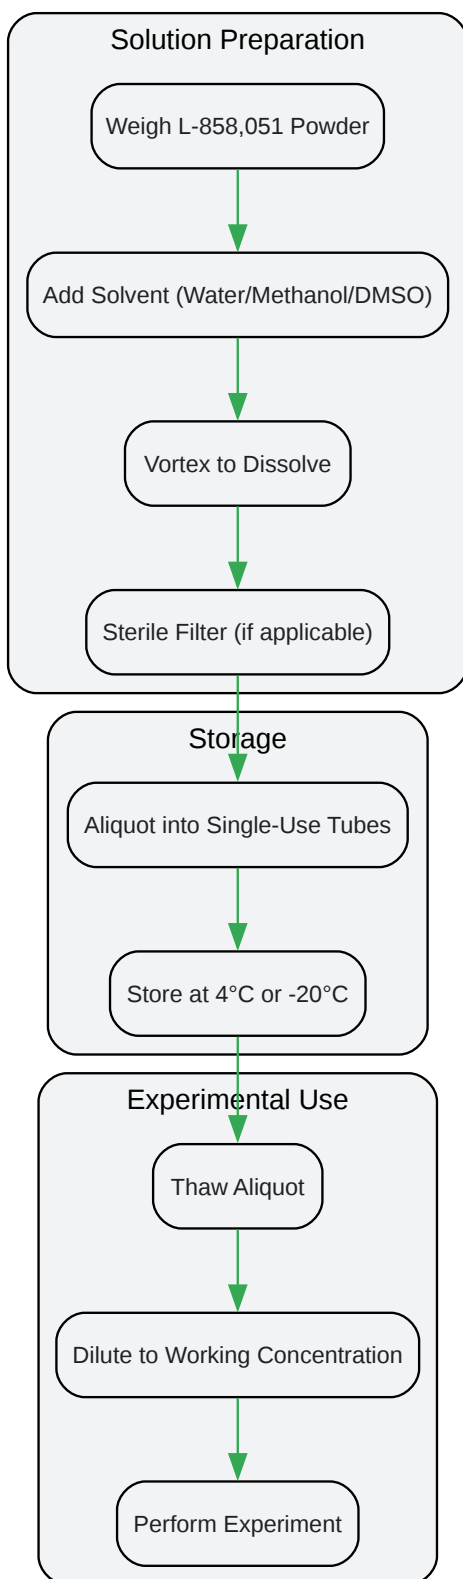 Solution Preparation
Weigh L-858,051 Powder
Add Solvent (Water/Methanol/DMSO)
Vortex to Dissolve
Sterile Filter (if applicable)
Storage
Aliquot into Single-Use Tubes
Store at 4°C or -20°C
Experimental Use
Thaw Aliquot
Dilute to Working Concentration
Perform Experiment